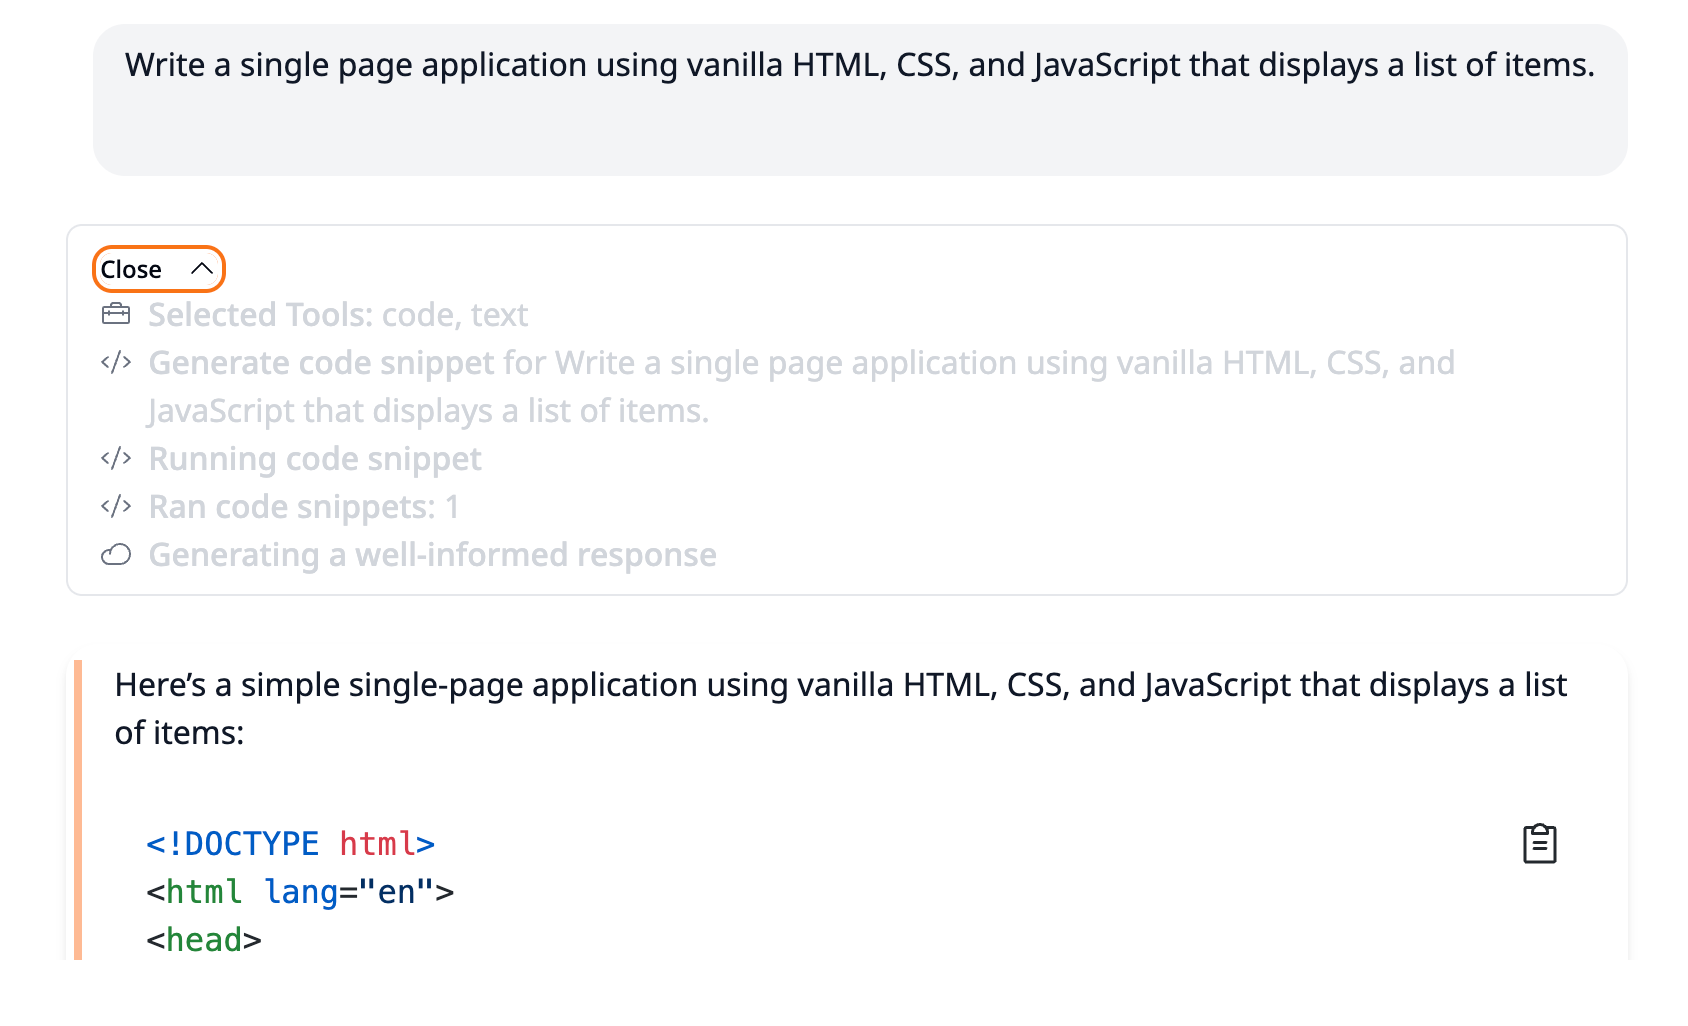 Write a single page application using vanilla HTML, CSS, and JavaScript that displays a list of items.
Close
Selected Tools: code, text
Generate code snippet for Write a single page application using vanilla HTML, CSS, and
JavaScript that displays a list of items.
Running code snippet
Ran code snippets: 1
Generating a well-informed response
Here’s a simple single-page application using vanilla HTML, CSS, and JavaScript that displays a list
of items:
<!DOCTYPE html>
<html lang="en">
<head>